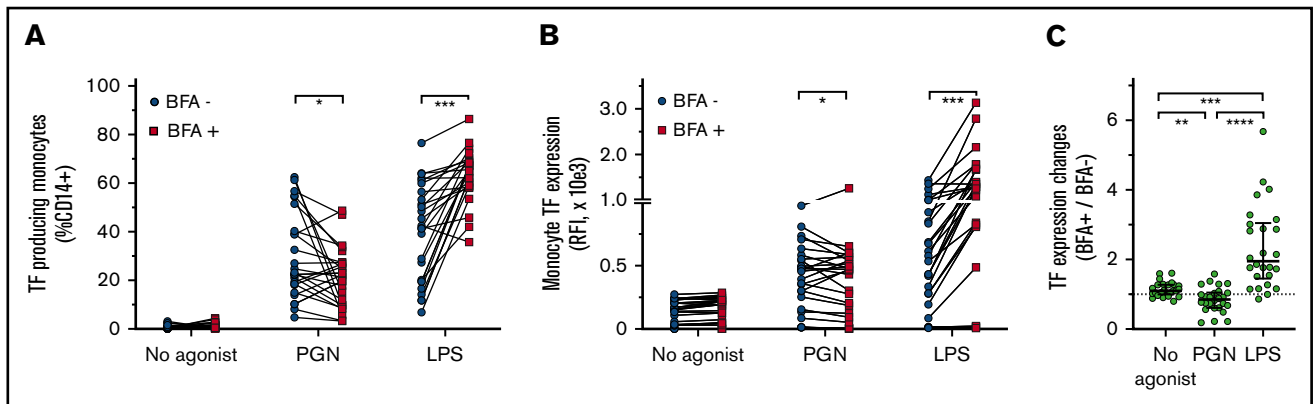 A
TF producing monocytes
(%CD14+)
100
80
60
40
20
0
BFA -
BFA +
*
***
No agonist
PGN
LPS
B
Monocyte TF expression
(RFI, x 10e3)
3.0
2.0
1.0
0.5
0
BFA -
BFA +
*
***
No agonist
PGN
LPS
C
TF expression changes
(BFA+ / BFA-)
6
4
2
0
***
**
****
No
agonist
PGN
LPS